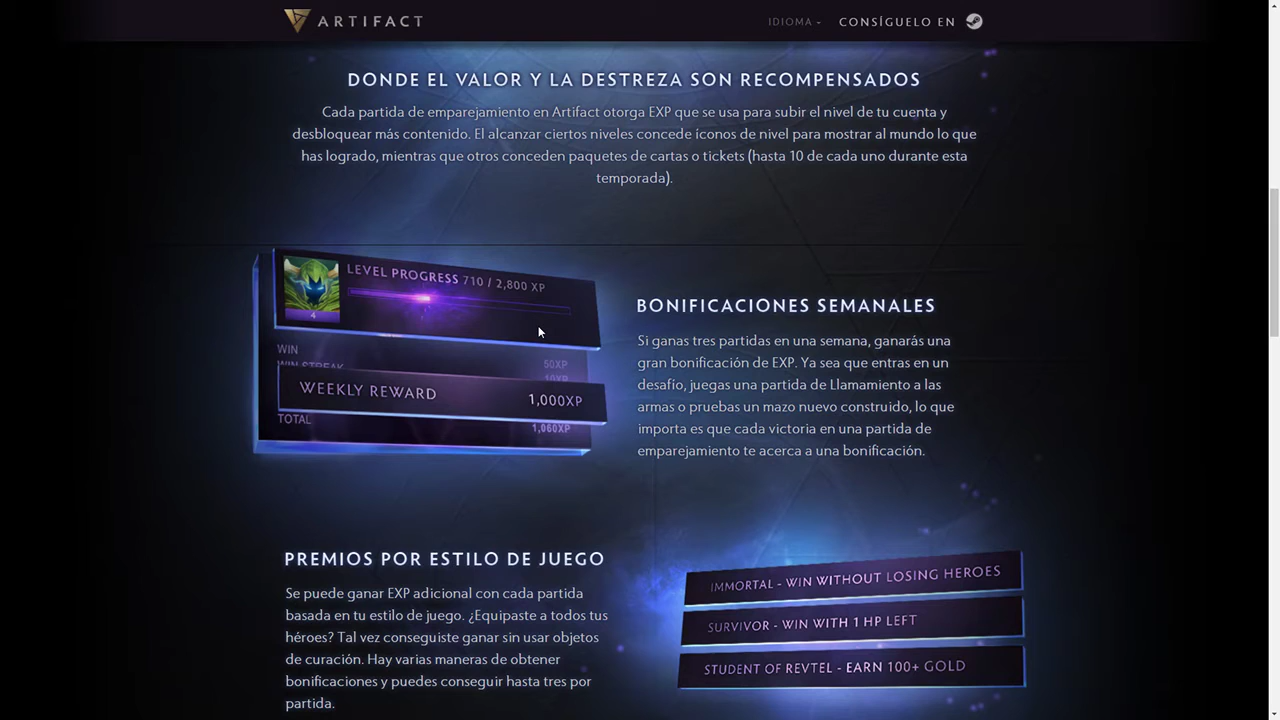 ARTIFACT
IDIOMA
CONSÍGUELO EN
DONDE EL VALOR Y LA DESTREZA SON RECOMPENSADOS
Cada partida de emparejamiento en Artifact otorga EXP que se usa para subir el nivel de tu cuenta y
desbloquear más contenido. El alcanzar ciertos niveles concede íconos de nivel para mostrar al mundo lo que
has logrado, mientras que otros conceden paquetes de cartas o tickets (hasta 10 de cada uno durante esta
temporada).
LEVEL PROGRESS 710 / 2,800 XP
4
WIN
50XP
WIN STREAK
10XP
WEEKLY REWARD
1,000XP
TOTAL
1,060XP
BONIFICACIONES SEMANALES
Si ganas tres partidas en una semana, ganarás una
gran bonificación de EXP. Ya sea que entras en un
desafío, juegas una partida de Llamamiento a las
armas o pruebas un mazo nuevo construido, lo que
importa es que cada victoria en una partida de
emparejamiento te acerca a una bonificación.
PREMIOS POR ESTILO DE JUEGO
Se puede ganar EXP adicional con cada partida
basada en tu estilo de juego. ¿Equipaste a todos tus
héroes? Tal vez conseguiste ganar sin usar objetos
de curación. Hay varias maneras de obtener
bonificaciones y puedes conseguir hasta tres por
partida.
IMMORTAL - WIN WITHOUT LOSING HEROES
SURVIVOR - WIN WITH 1 HP LEFT
STUDENT OF REVTEL - EARN 100+ GOLD